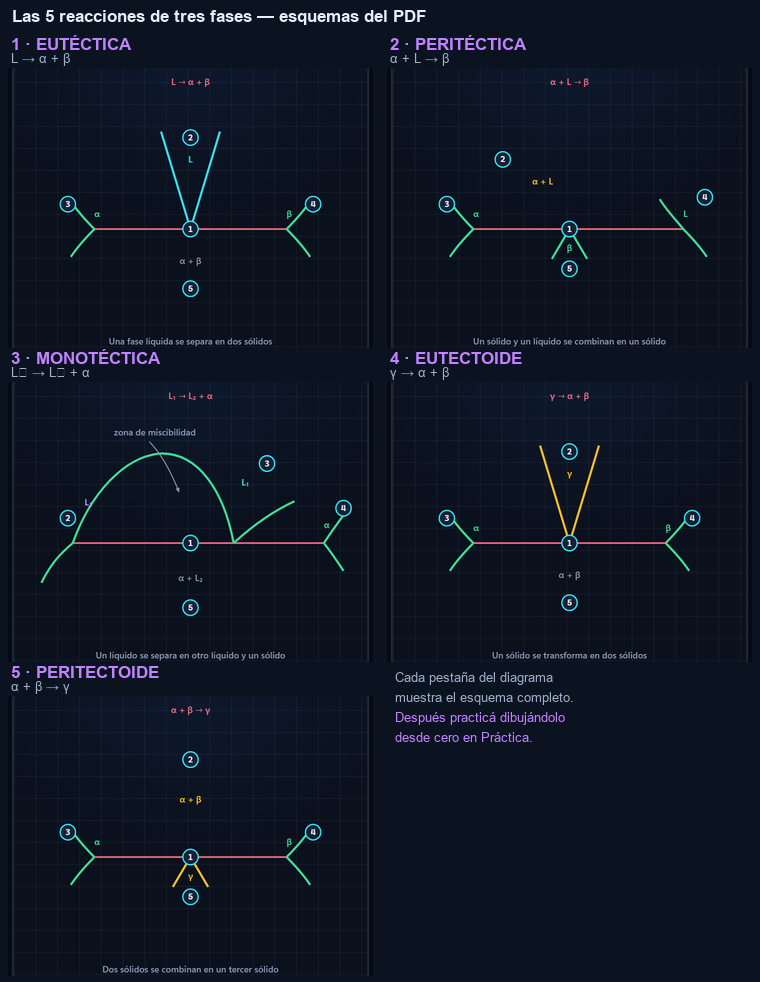 Las 5 reacciones de tres fases — esquemas del PDF
1 · EUTÉCTICA
L → α + β
L → α + β
2
L
3
α
β
4
1
α + β
5
Una fase líquida se separa en dos sólidos
2 · PERITÉCTICA
α + L → β
α + L → β
2
α + L
3
α
4
L
1
β
5
Un sólido y un líquido se combinan en un sólido
3 · MONOTÉCTICA
L□ → L□ + α
L₁ → L₂ + α
zona de miscibilidad
3
L₁
2
4
α
1
α + L₂
5
Un líquido se separa en otro líquido y un sólido
4 · EUTECTOIDE
γ → α + β
γ → α + β
2
γ
3
α
β
4
1
α + β
5
Un sólido se transforma en dos sólidos
5 · PERITECTOIDE
α + β → γ
α + β → γ
2
α + β
3
α
β
4
1
γ
5
Dos sólidos se combinan en un tercer sólido
Cada pestaña del diagrama
muestra el esquema completo.
Después practicá dibujándolo
desde cero en Práctica.